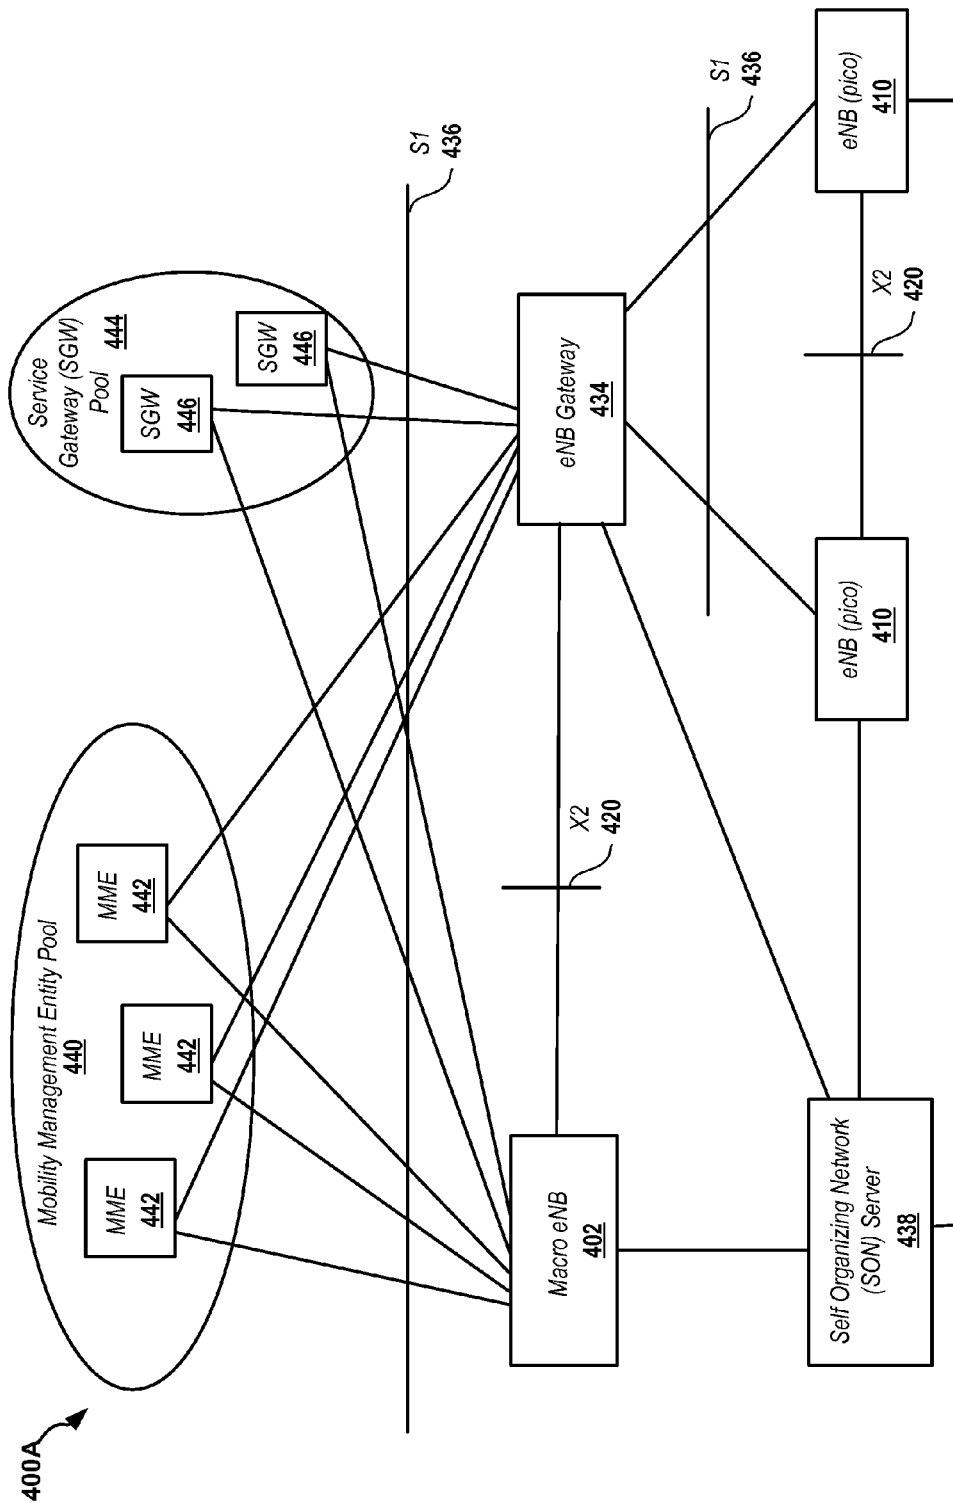 400A
Mobility Management Entity Pool
440
MME
442
MME
442
MME
442
Service
Gateway (SGW)
Pool
444
SGW
446
SGW
446
S1
436
Macro eNB
402
X2
420
eNB Gateway
434
S1
436
Self Organizing Network
(SON) Server
438
eNB (pico)
410
X2
420
eNB (pico)
410